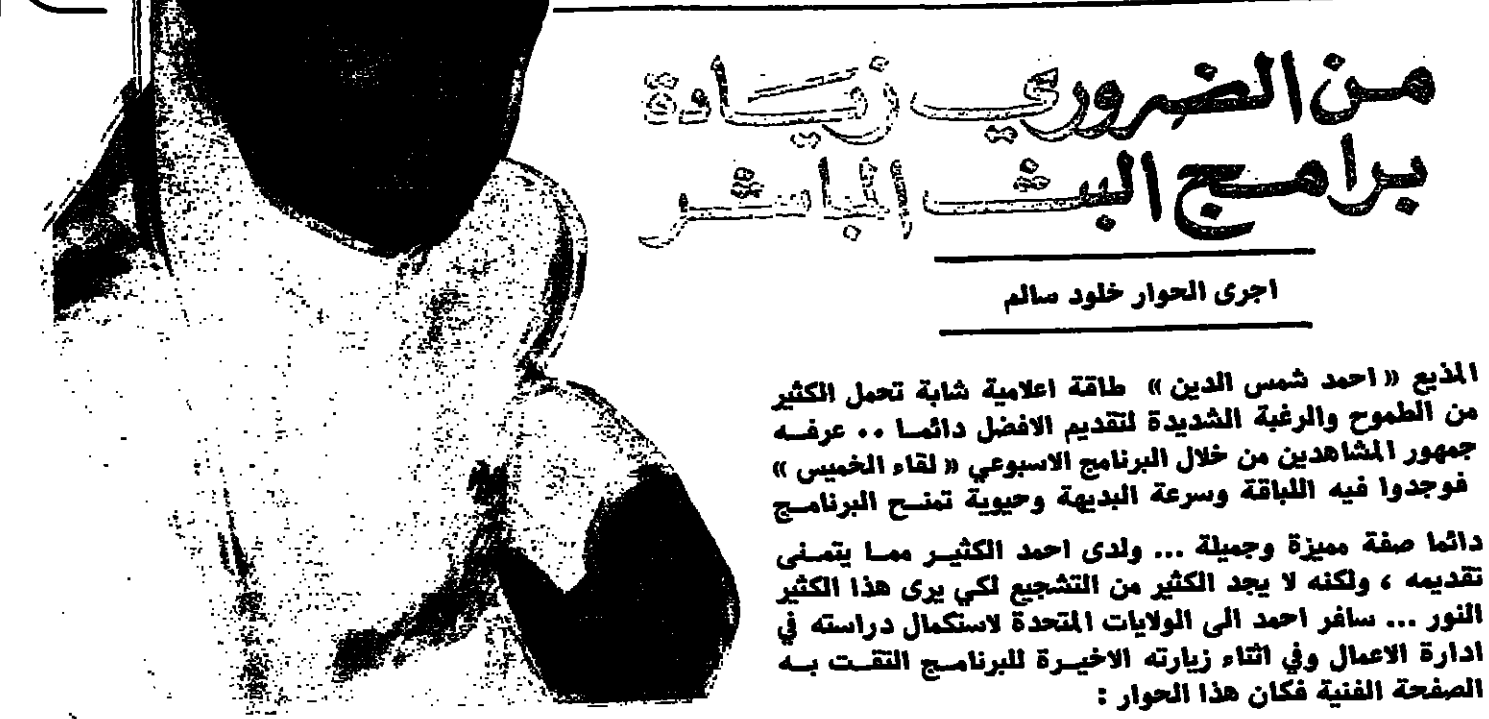 من الضروري زيادة
برامج البث المباشر
اجرى الحوار خلود سالم
المذيع « احمد شمس الدين » طاقة اعلامية شابة تحمل الكثير
من الطموح والرغبة الشديدة لتقديم الافضل دائما .. عرفه
جمهور المشاهدين من خلال البرنامج الاسبوعي « لقاء الخميس »
فوجدوا فيه اللباقة وسرعة البديهة وحيوية تمنح البرنامج
دائما صفة مميزة وجميلة ... ولدى احمد الكثير مما يتمنى
تقديمه ، ولكنه لا يجد الكثير من التشجيع لكي يرى هذا الكثير
النور ... سافر احمد الى الولايات المتحدة لاستكمال دراسته في
ادارة الاعمال وفي اثناء زيارته الاخيرة للبرنامج التقت به
الصفحة الفنية فكان هذا الحوار :